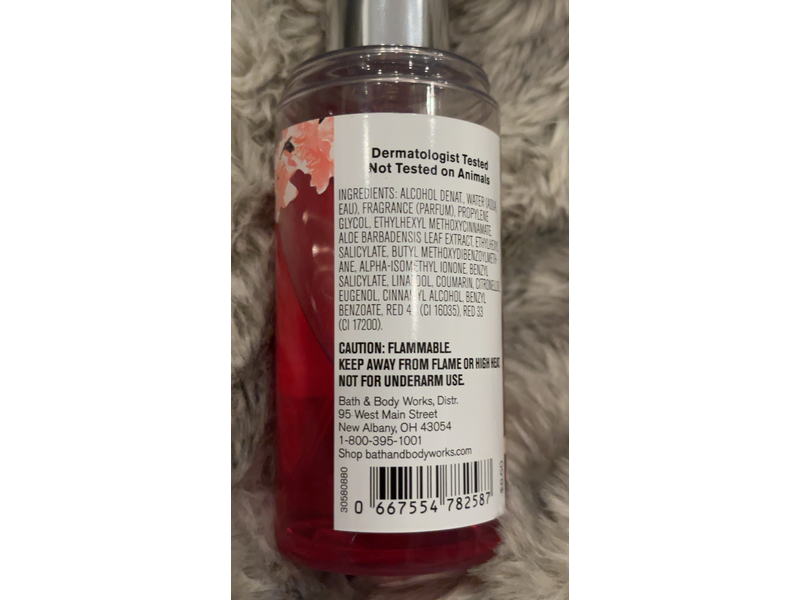 Dermatologist Tested
Not Tested on Animals
INGREDIENTS: ALCOHOL DENAT., WATER (AQUA,
EAU), FRAGRANCE (PARFUM), PROPYLENE
GLYCOL, ETHYLHEXYL METHOXYCINNAMATE,
ALOE BARBADENSIS LEAF EXTRACT, ETHYLHEXYL
SALICYLATE, BUTYL METHOXYDIBENZOYLMETH
ANE, ALPHA-ISOMETHYL IONONE, BENZYL
SALICYLATE, LINALOOL, COUMARIN, CITRONELLOL,
EUGENOL, CINNAMYL ALCOHOL, BENZYL
BENZOATE, RED 4 (CI 16035), RED 33
(CI 17200).
CAUTION: FLAMMABLE.
KEEP AWAY FROM FLAME OR HIGH HEAT.
NOT FOR UNDERARM USE.
Bath & Body Works, Distr.
95 West Main Street
New Albany, OH 43054
1-800-395-1001
Shop bathandbodyworks.com
30580880
0 667554 782587